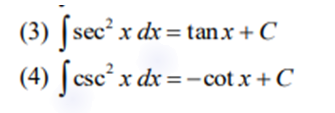 (3) ∫ sec² x dx = tan x + C
(4) ∫ csc² x dx = −cot x + C